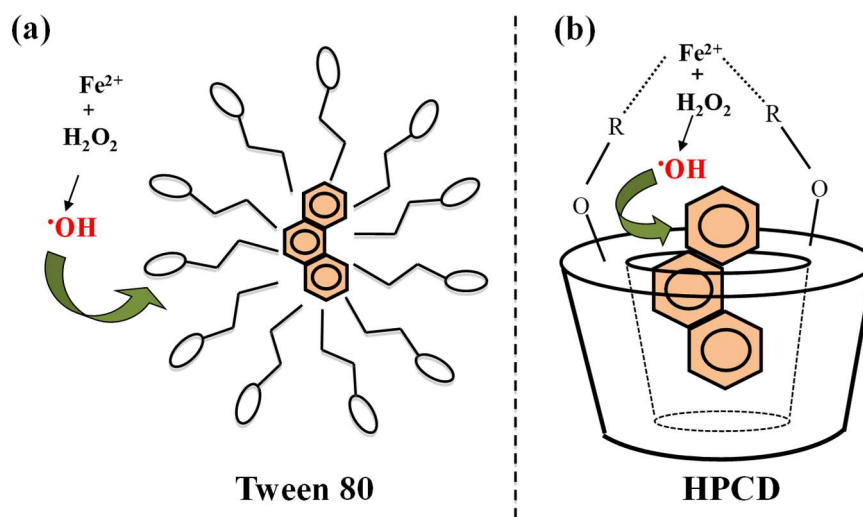 (a)
Fe²⁺
+
H₂O₂
·OH
Tween 80
(b)
Fe²⁺
+
H₂O₂
R
R
·OH
O
O
HPCD